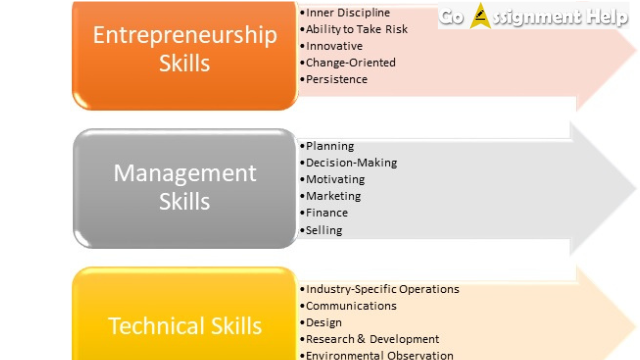 Go Assignment Help
Entrepreneurship
Skills
•Inner Discipline
•Ability to Take Risk
•Innovative
•Change-Oriented
•Persistence
Management
Skills
•Planning
•Decision-Making
•Motivating
•Marketing
•Finance
•Selling
Technical Skills
•Industry-Specific Operations
•Communications
•Design
•Research & Development
•Environmental Observation